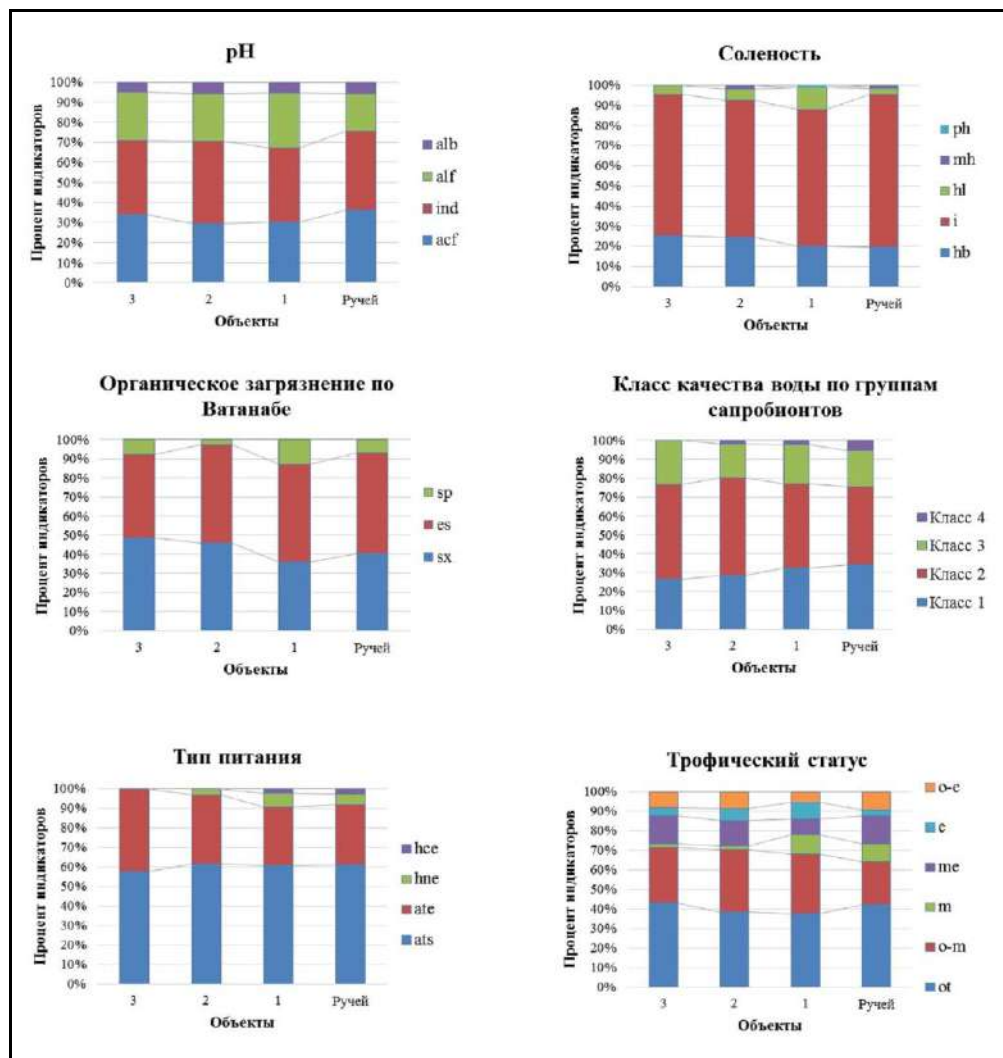 pH
Процент индикаторов
100%
90%
80%
70%
60%
50%
40%
30%
20%
10%
0%
3 2 1 Ручей
Объекты
alb
alf
ind
acf
Соленость
Процент индикаторов
100%
90%
80%
70%
60%
50%
40%
30%
20%
10%
0%
3 2 1 Ручей
Объекты
ph
mh
hl
i
hb
Органическое загрязнение по
Ватанабе
Процент индикаторов
100%
90%
80%
70%
60%
50%
40%
30%
20%
10%
0%
3 2 1 Ручей
Объекты
sp
es
sx
Класс качества воды по группам
сапробионтов
Процент индикаторов
100%
90%
80%
70%
60%
50%
40%
30%
20%
10%
0%
3 2 1 Ручей
Объекты
Класс 4
Класс 3
Класс 2
Класс 1
Тип питания
Процент индикаторов
100%
90%
80%
70%
60%
50%
40%
30%
20%
10%
0%
3 2 1 Ручей
Объекты
hce
hne
ate
ats
Трофический статус
Процент индикаторов
100%
90%
80%
70%
60%
50%
40%
30%
20%
10%
0%
3 2 1 Ручей
Объекты
o-e
e
me
m
o-m
ot